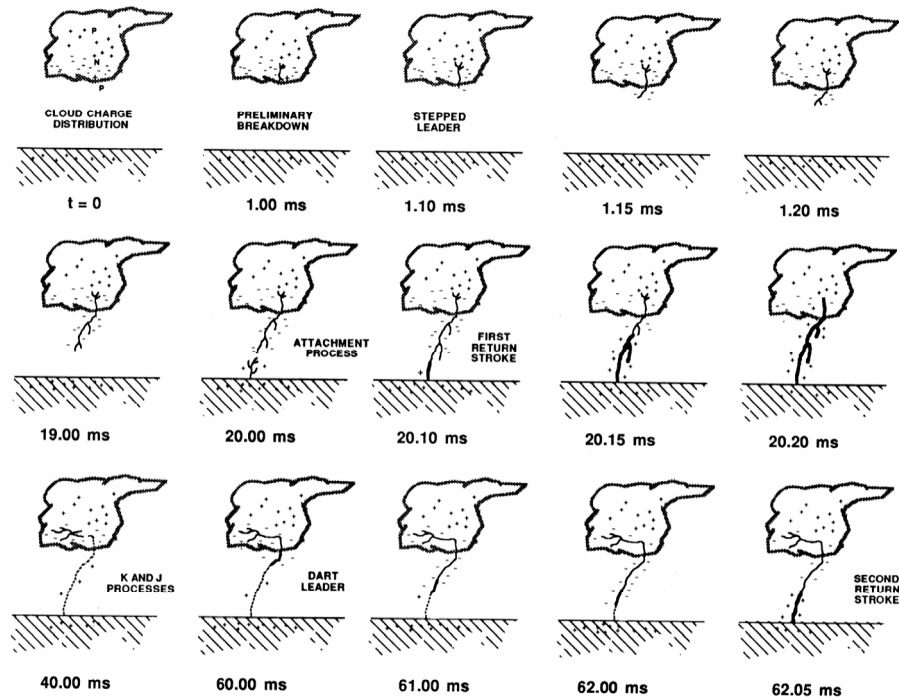 P
N
P
CLOUD CHARGE
DISTRIBUTION
PRELIMINARY
BREAKDOWN
STEPPED
LEADER
t = 0
1.00 ms
1.10 ms
1.15 ms
1.20 ms
ATTACHMENT
PROCESS
FIRST
RETURN
STROKE
19.00 ms
20.00 ms
20.10 ms
20.15 ms
20.20 ms
K AND J
PROCESSES
DART
LEADER
SECOND
RETURN
STROKE
40.00 ms
60.00 ms
61.00 ms
62.00 ms
62.05 ms